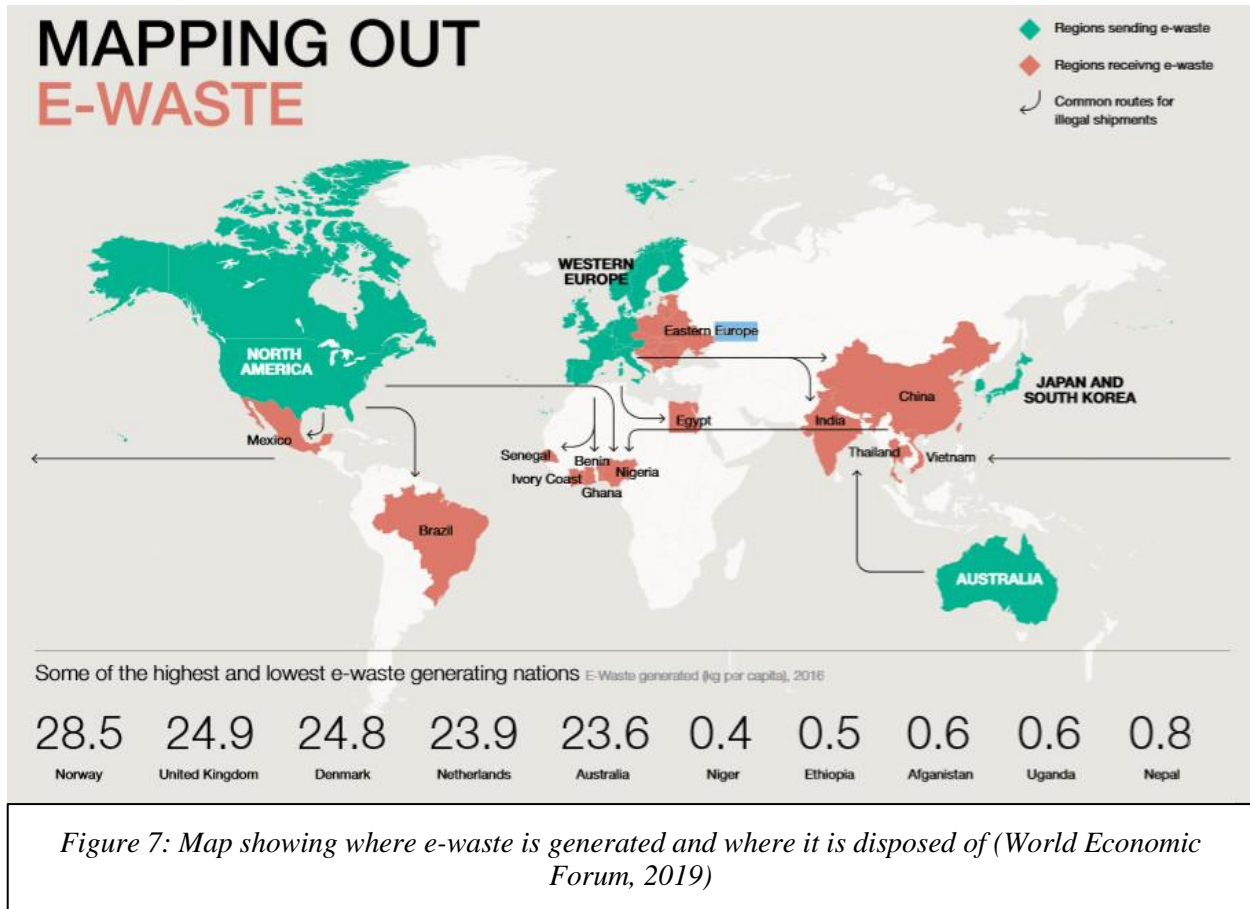 MAPPING OUT
E-WASTE
Regions sending e-waste
Regions receivng e-waste
Common routes for
illegal shipments
WESTERN
EUROPE
Eastern Europe
NORTH
AMERICA
JAPAN AND
SOUTH KOREA
China
Mexico
Egypt
India
Senegal
Benin
Nigeria
Thailand
Vietnam
Ivory Coast
Ghana
Brazil
AUSTRALIA
Some of the highest and lowest e-waste generating nations E-Waste generated (kg per capita), 2016
28.5 24.9 24.8 23.9 23.6 0.4 0.5 0.6 0.6 0.8
Norway United Kingdom Denmark Netherlands Australia Niger Ethiopia Afganistan Uganda Nepal
Figure 7: Map showing where e-waste is generated and where it is disposed of (World Economic
Forum, 2019)